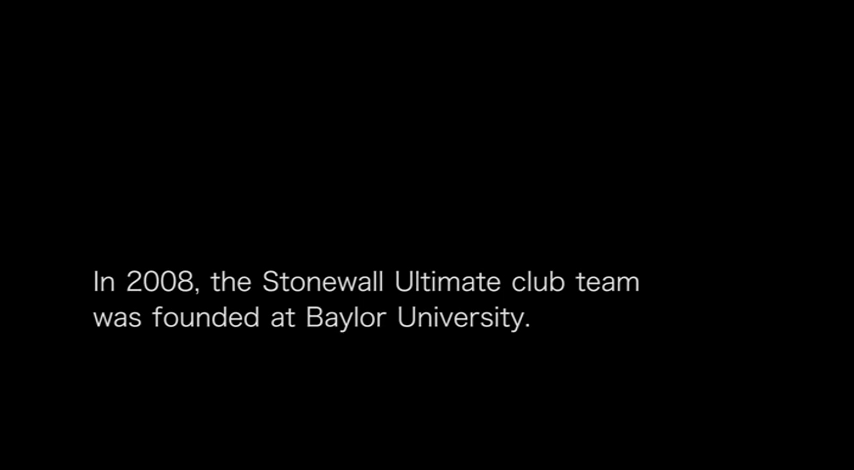 In 2008, the Stonewall Ultimate club team
was founded at Baylor University.